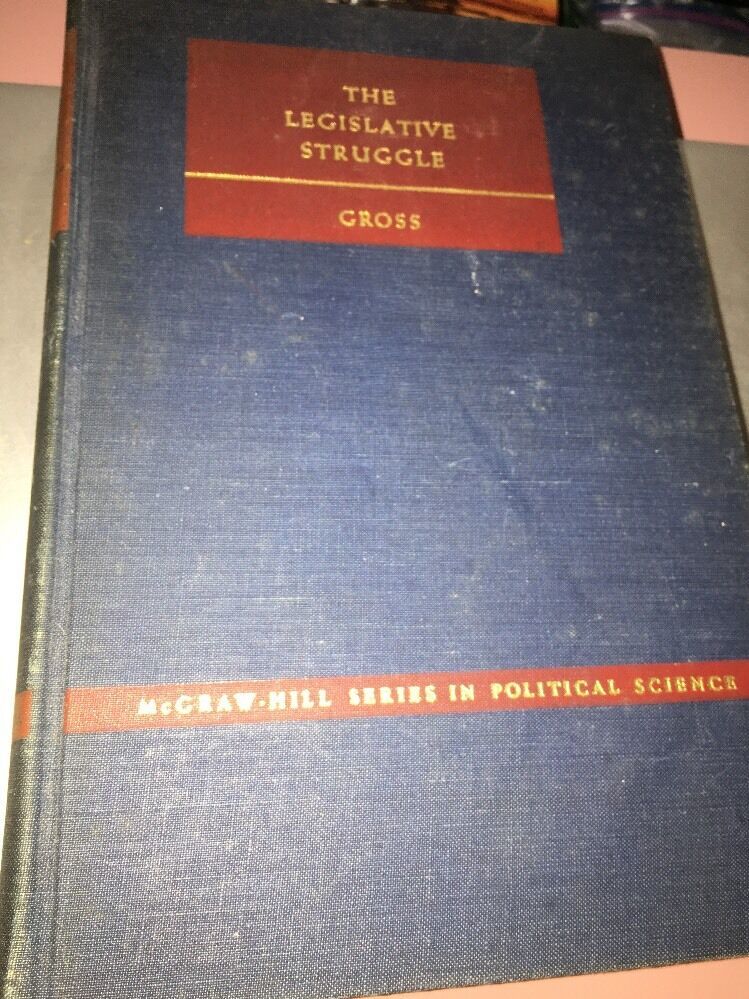 THE
LEGISLATIVE
STRUGGLE
GROSS
McGRAW-HILL SERIES IN POLITICAL SCIENCE